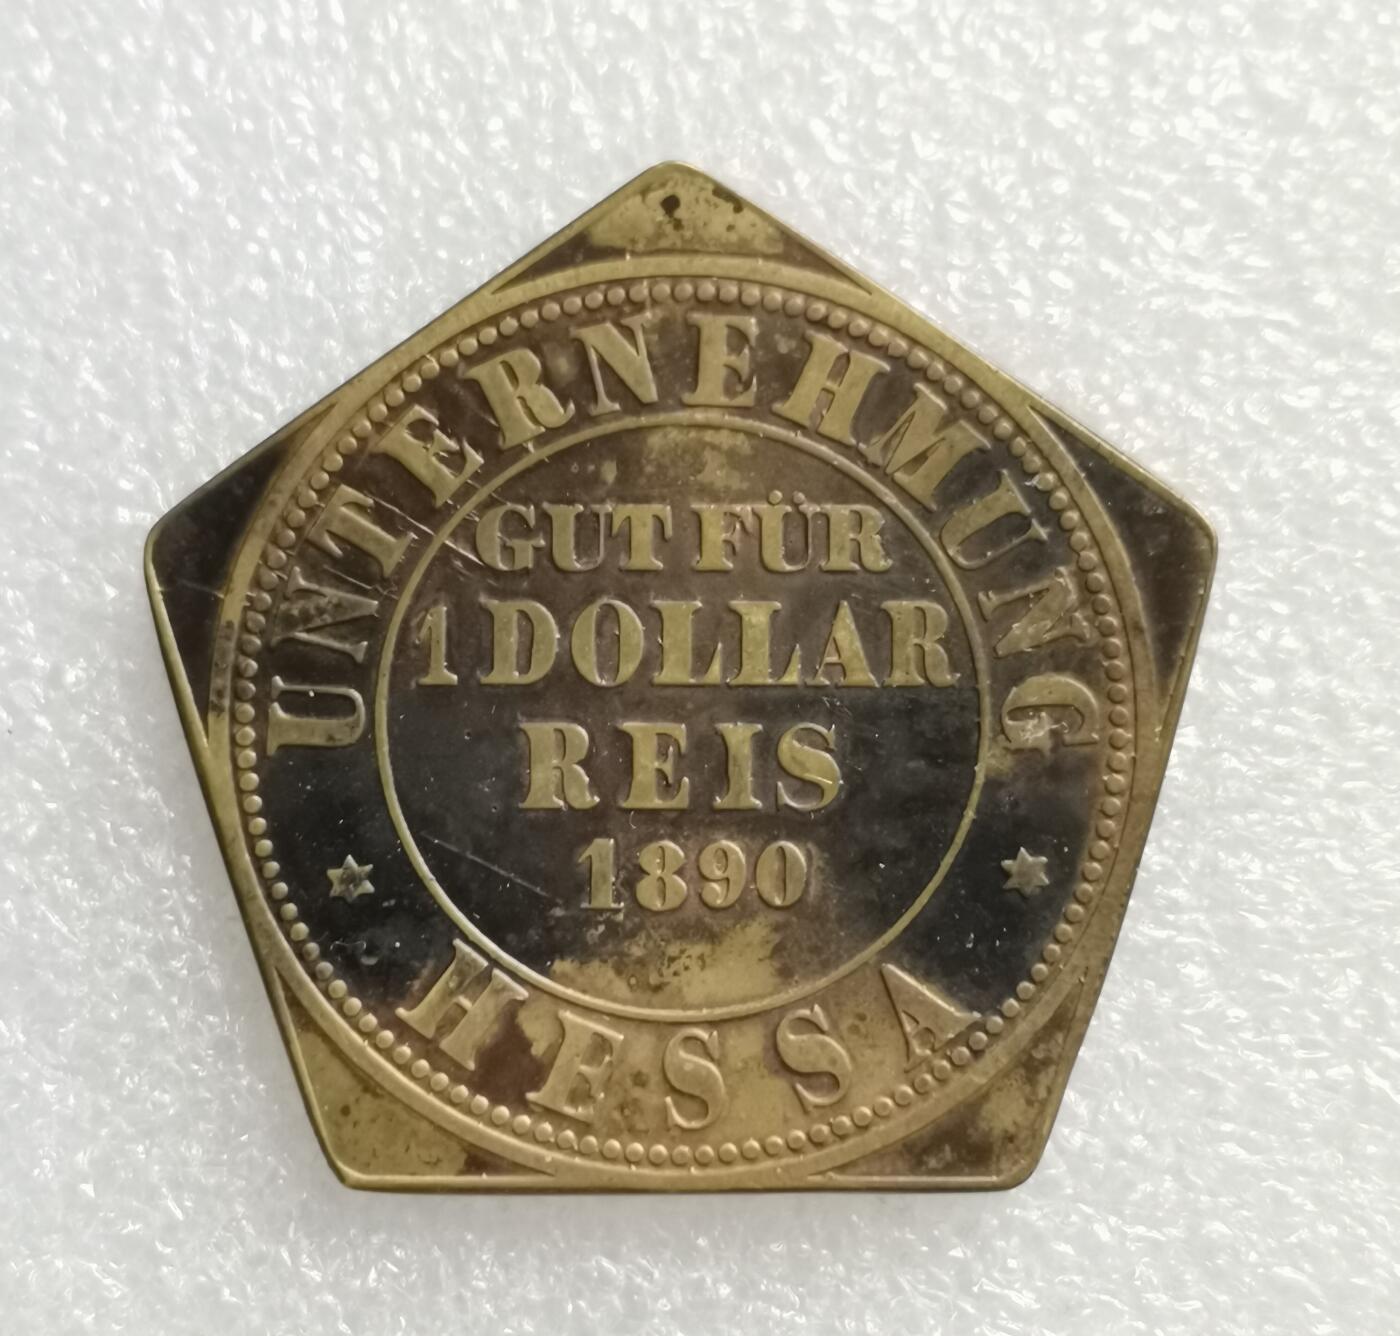 UNTERNEHMUNG
GUT FÜR
1 DOLLAR
REIS
1890
HESSA